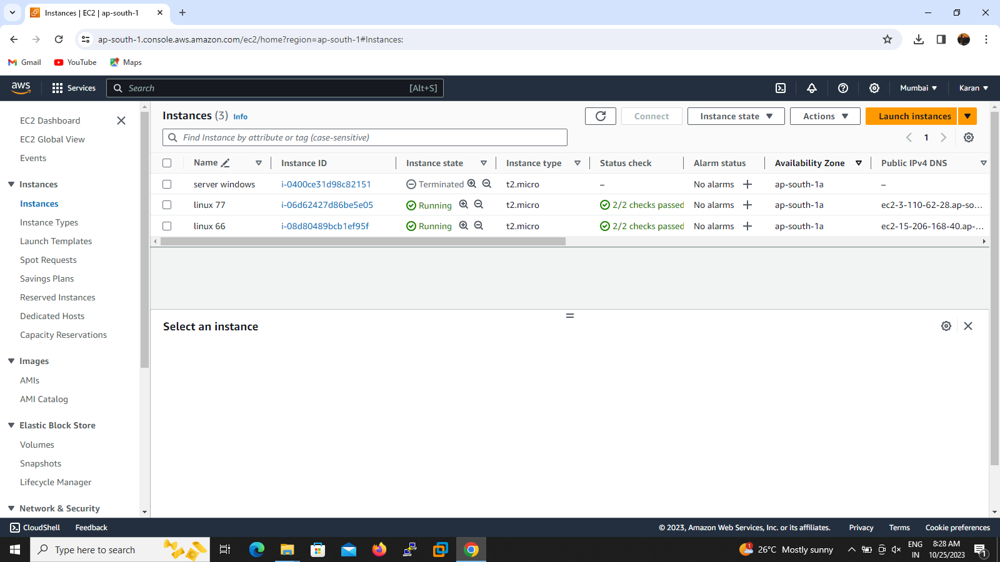 Instances | EC2 | ap-south-1
ap-south-1.console.aws.amazon.com/ec2/home?region=ap-south-1#Instances:
Gmail YouTube Maps
aws Services Search [Alt+S] Mumbai Karan
EC2 Dashboard
EC2 Global View
Events
Instances
Instances
Instance Types
Launch Templates
Spot Requests
Savings Plans
Reserved Instances
Dedicated Hosts
Capacity Reservations
Images
AMIs
AMI Catalog
Elastic Block Store
Volumes
Snapshots
Lifecycle Manager
Network & Security
Instances (3) Info Connect Instance state Actions Launch instances
Find Instance by attribute or tag (case-sensitive) 1
Name Instance ID Instance state Instance type Status check Alarm status Availability Zone Public IPv4 DNS
server windows i-0400ce31d98c82151 Terminated t2.micro – No alarms ap-south-1a –
linux 77 i-06d62427d86be5e05 Running t2.micro 2/2 checks passed No alarms ap-south-1a ec2-3-110-62-28.ap-so...
linux 66 i-08d80489bcb1ef95f Running t2.micro 2/2 checks passed No alarms ap-south-1a ec2-15-206-168-40.ap-...
Select an instance
CloudShell Feedback © 2023, Amazon Web Services, Inc. or its affiliates. Privacy Terms Cookie preferences
Type here to search 1 26°C Mostly sunny ENG IN 8:28 AM 10/25/2023 1